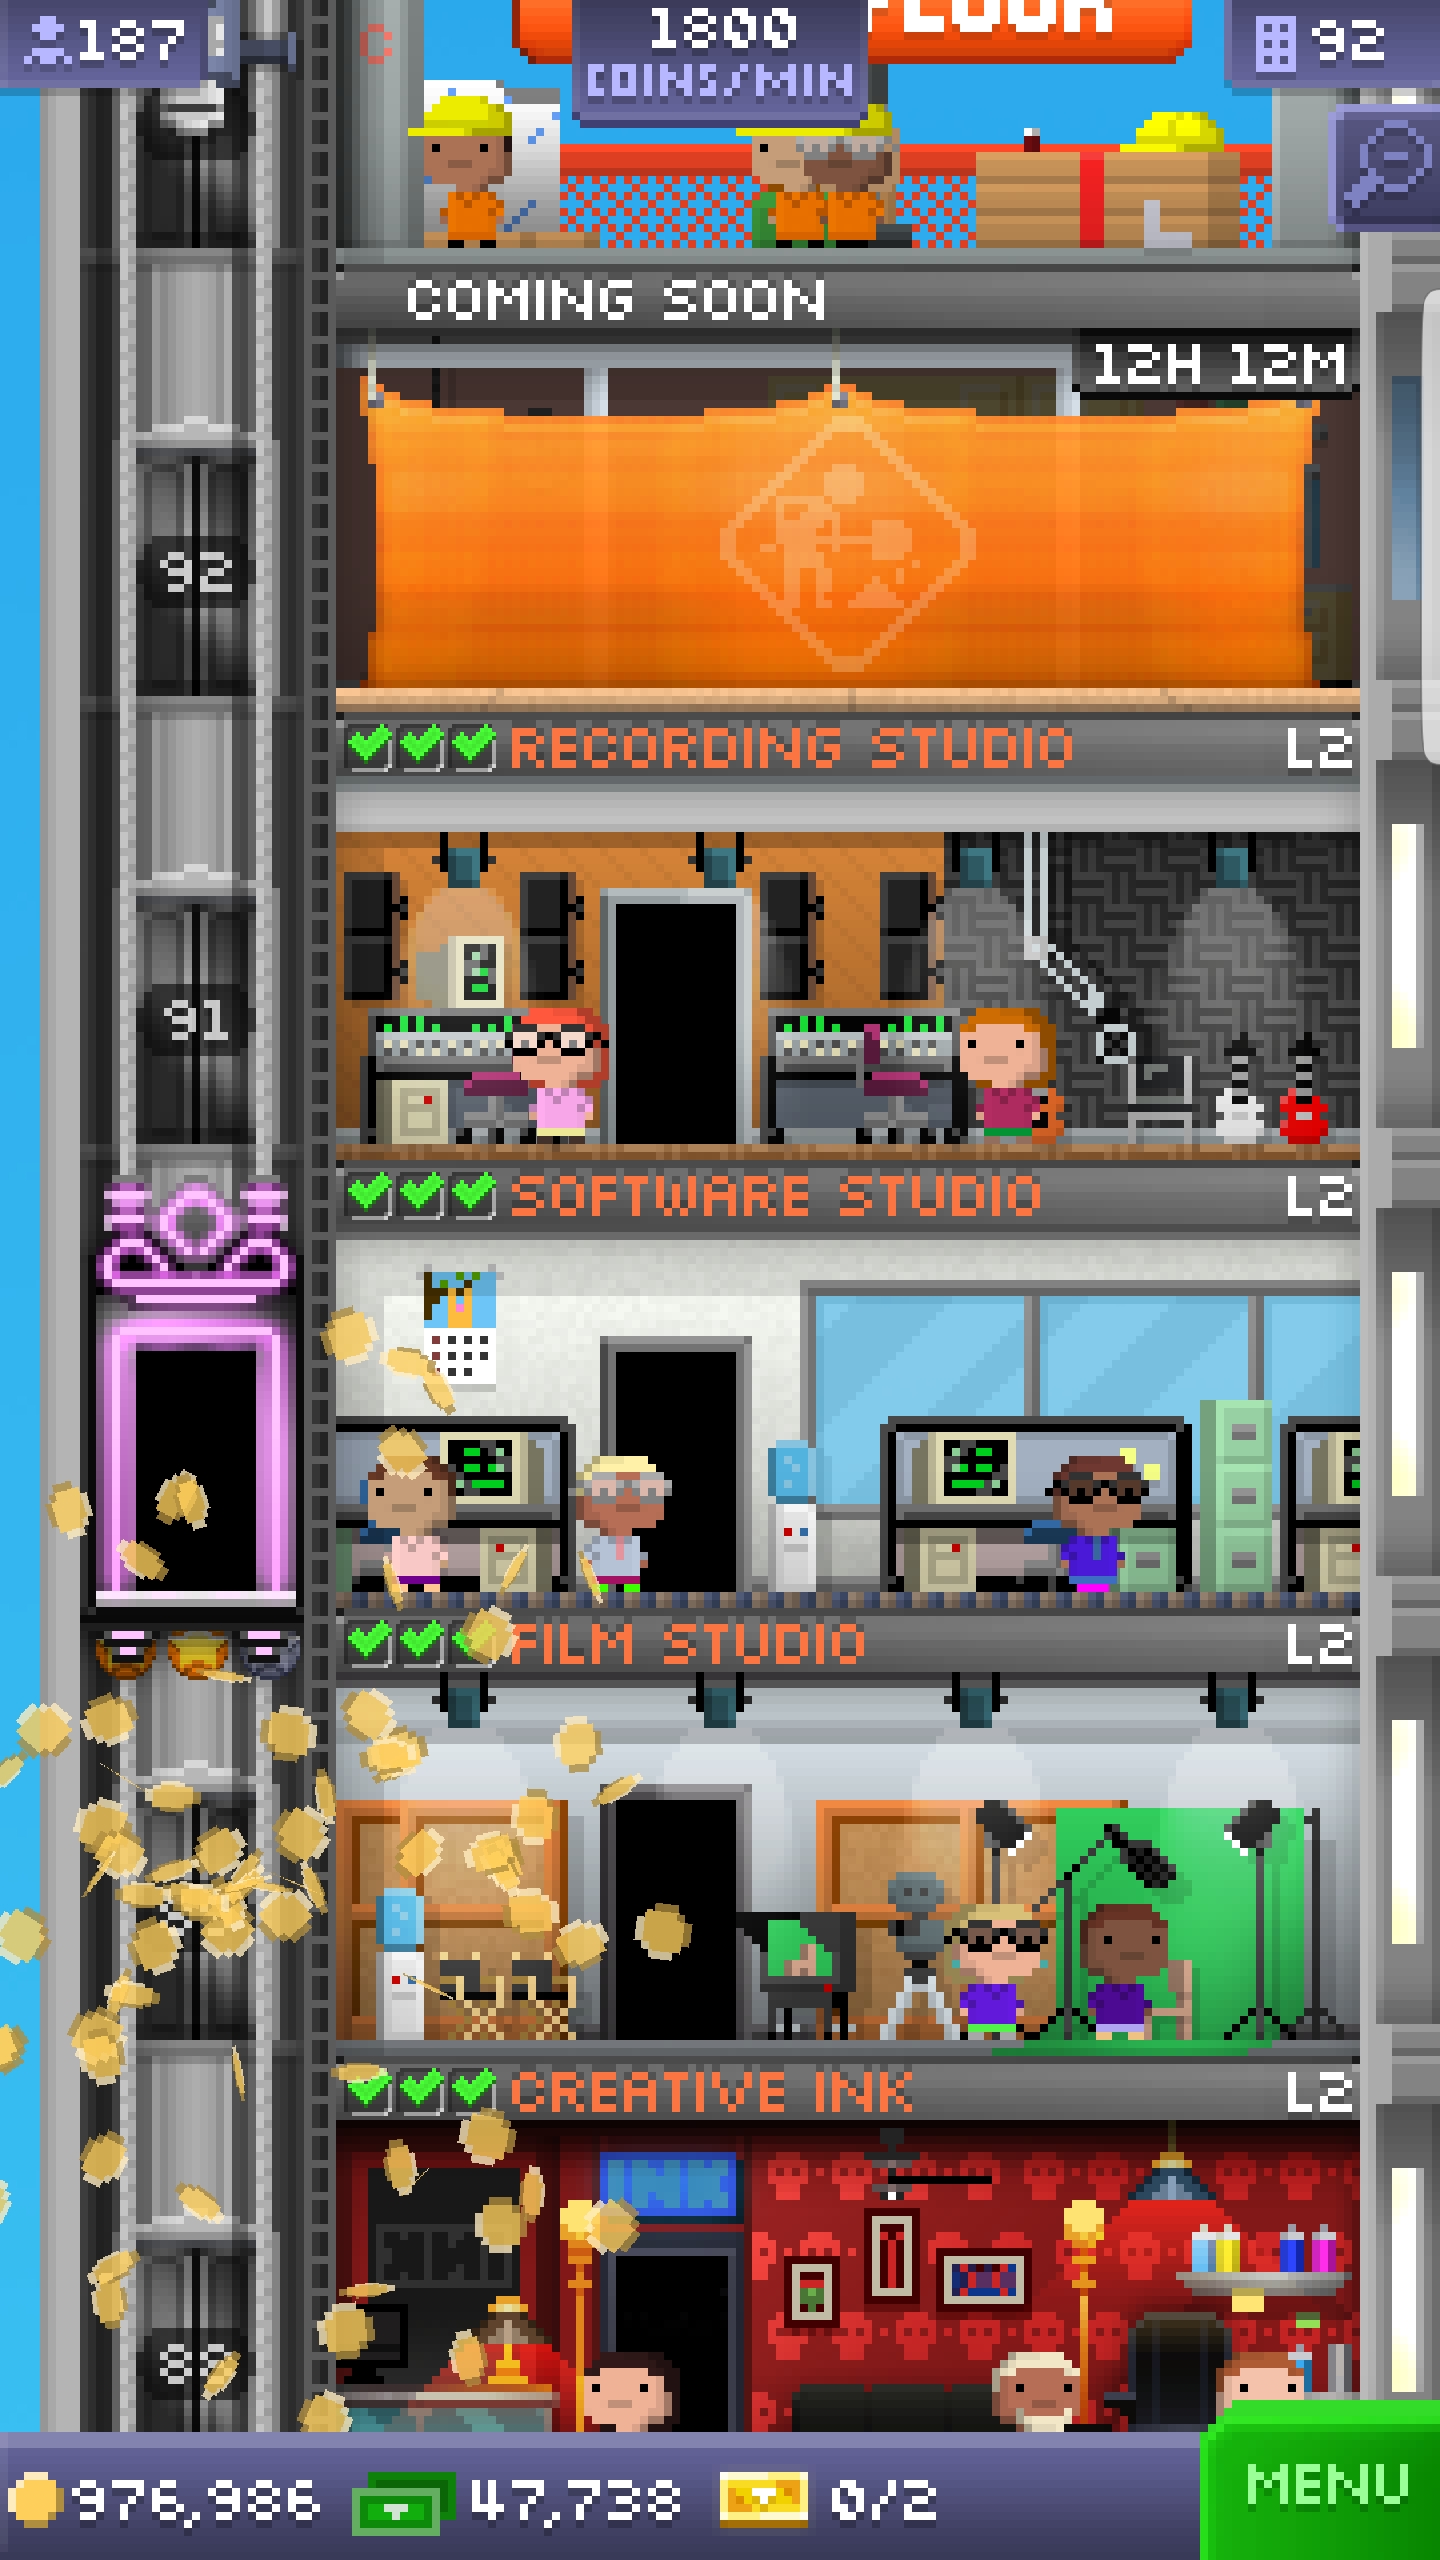 187
1800
COINS/MIN
FLOOR
92
COMING SOON
12H 12M
92
RECORDING STUDIO L2
91
SOFTWARE STUDIO L2
FILM STUDIO L2
CREATIVE INK L2
INK
976,986 47,738 0/2
MENU